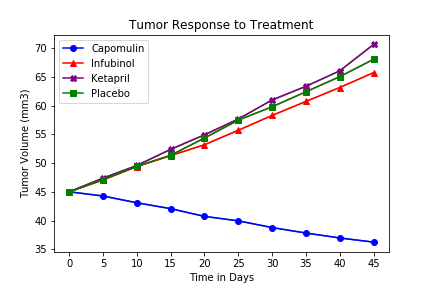 Tumor Response to Treatment
Tumor Volume (mm3)
70
65
60
55
50
45
40
35
Capomulin
Infubinol
Ketapril
Placebo
0 5 10 15 20 25 30 35 40 45
Time in Days